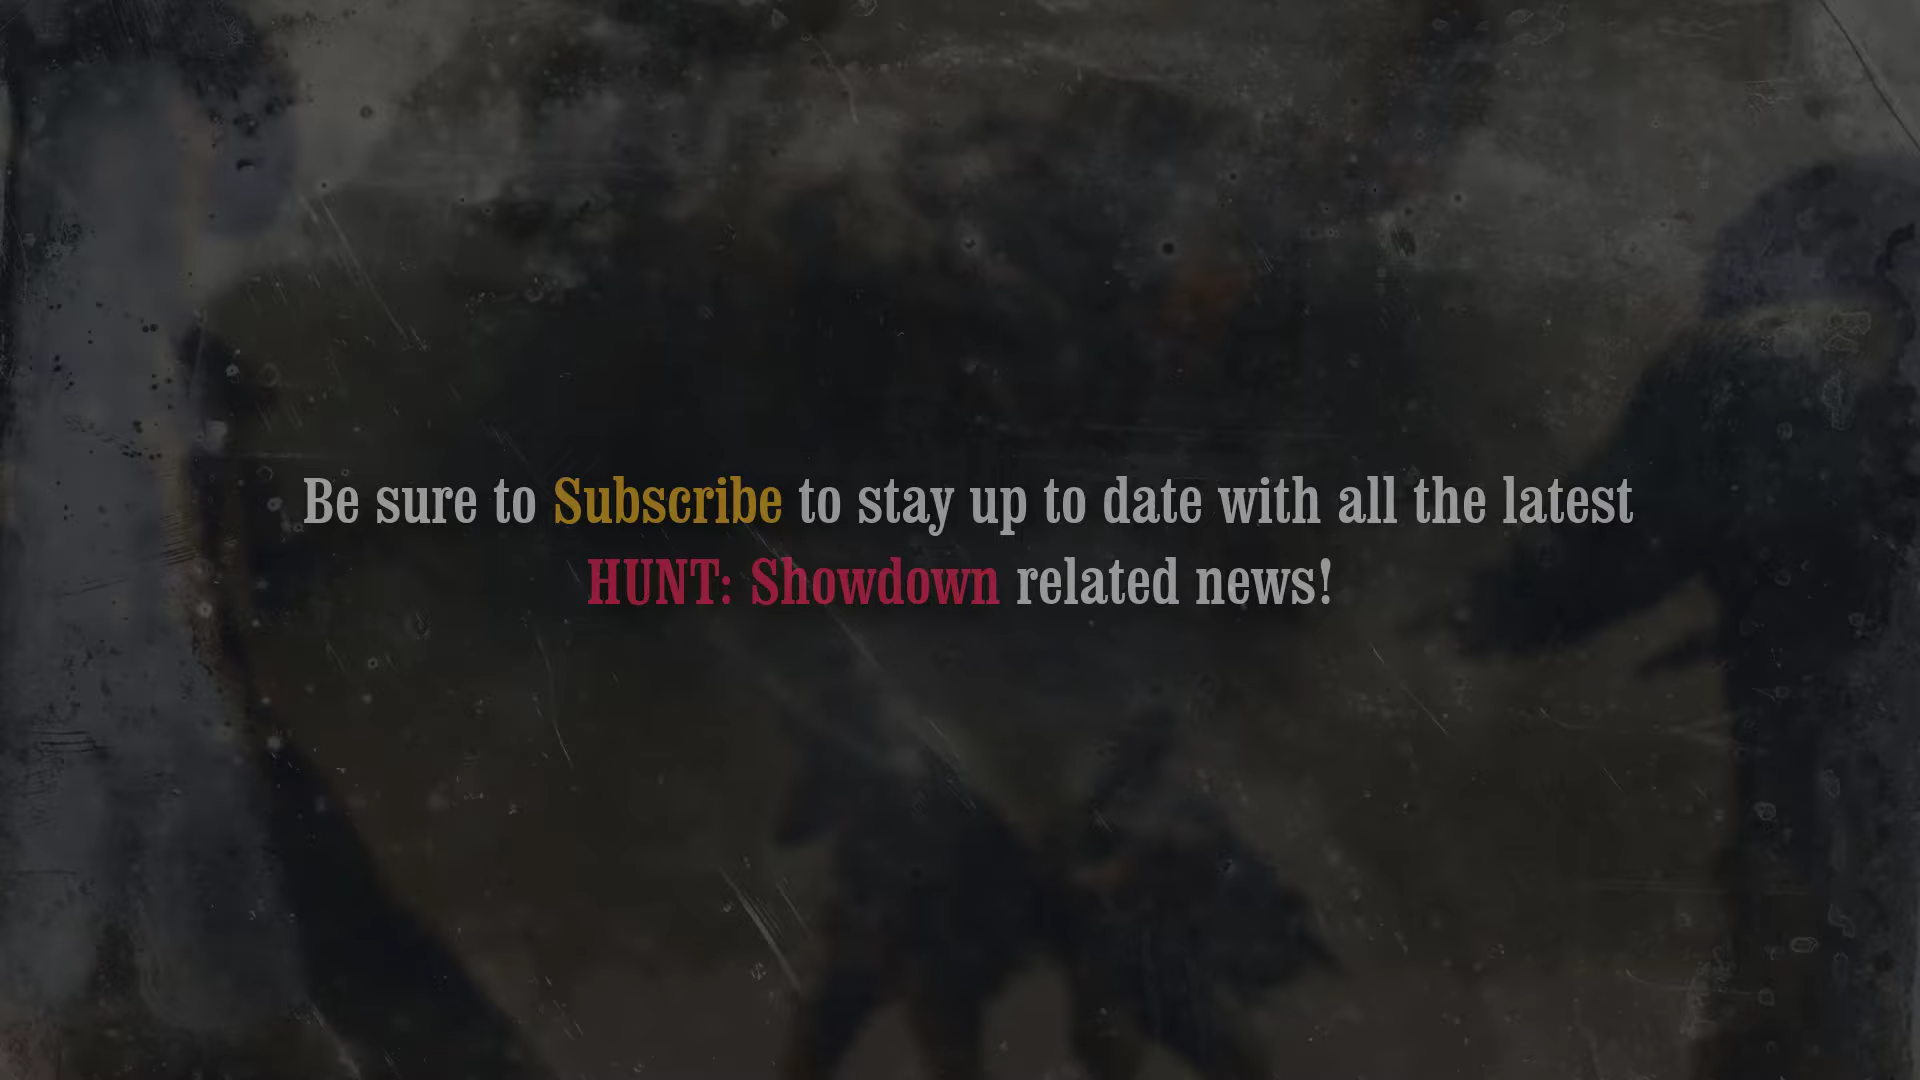 Be sure to Subscribe to stay up to date with all the latest
HUNT: Showdown related news!